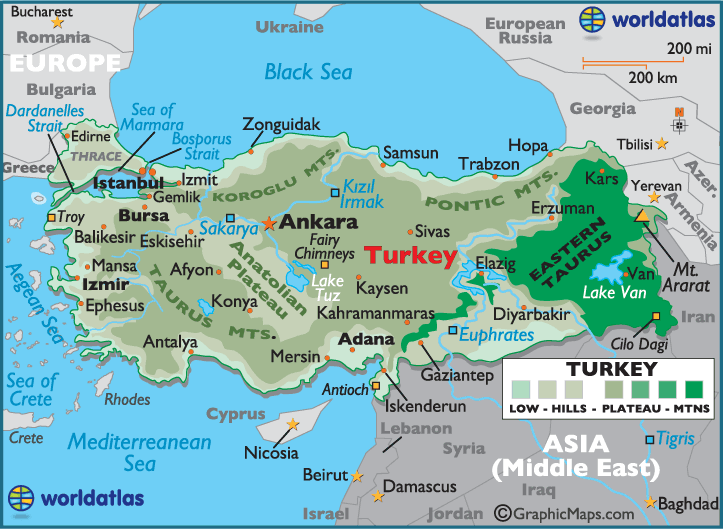 Bucharest
Romania
EUROPE
Bulgaria
Ukraine
Black Sea
European
Russia
worldatlas
200 mi
200 km
Georgia
Tbilisi
Azer.
Armenia
Yerevan
Dardanelles
Strait
Sea of
Marmara
Bosporus
Strait
Edirne
THRACE
Greece
Istanbul
Izmit
Gemlik
Zonguidak
KOROGLU MTS.
Samsun
Trabzon
Hopa
PONTIC MTS.
Kars
Kızıl
Irmak
Troy
Bursa
Balikesir
Eskisehir
Sakarya
Ankara
Sivas
Erzuman
EASTERN
TAURUS
Mt.
Ararat
Fairy
Chimneys
Turkey
Elazig
Van
Lake Van
Mansa
Izmir
Ephesus
Afyon
Anatolian
Plateau
Lake
Tuz
Kaysen
Konya
TAURUS MTS.
Kahramanmaras
Diyarbakir
Iran
Cilo Dagi
Aegean Sea
Antalya
Mersin
Adana
Euphrates
Gaziantep
Antioch
Iskenderun
Sea of
Crete
Rhodes
Crete
Cyprus
Nicosia
Mediterranean
Sea
Lebanon
Syria
Beirut
Damascus
Israel
Jordan
Iraq
Tigris
Baghdad
TURKEY
LOW - HILLS - PLATEAU - MTNS
ASIA
(Middle East)
worldatlas
©GraphicMaps.com